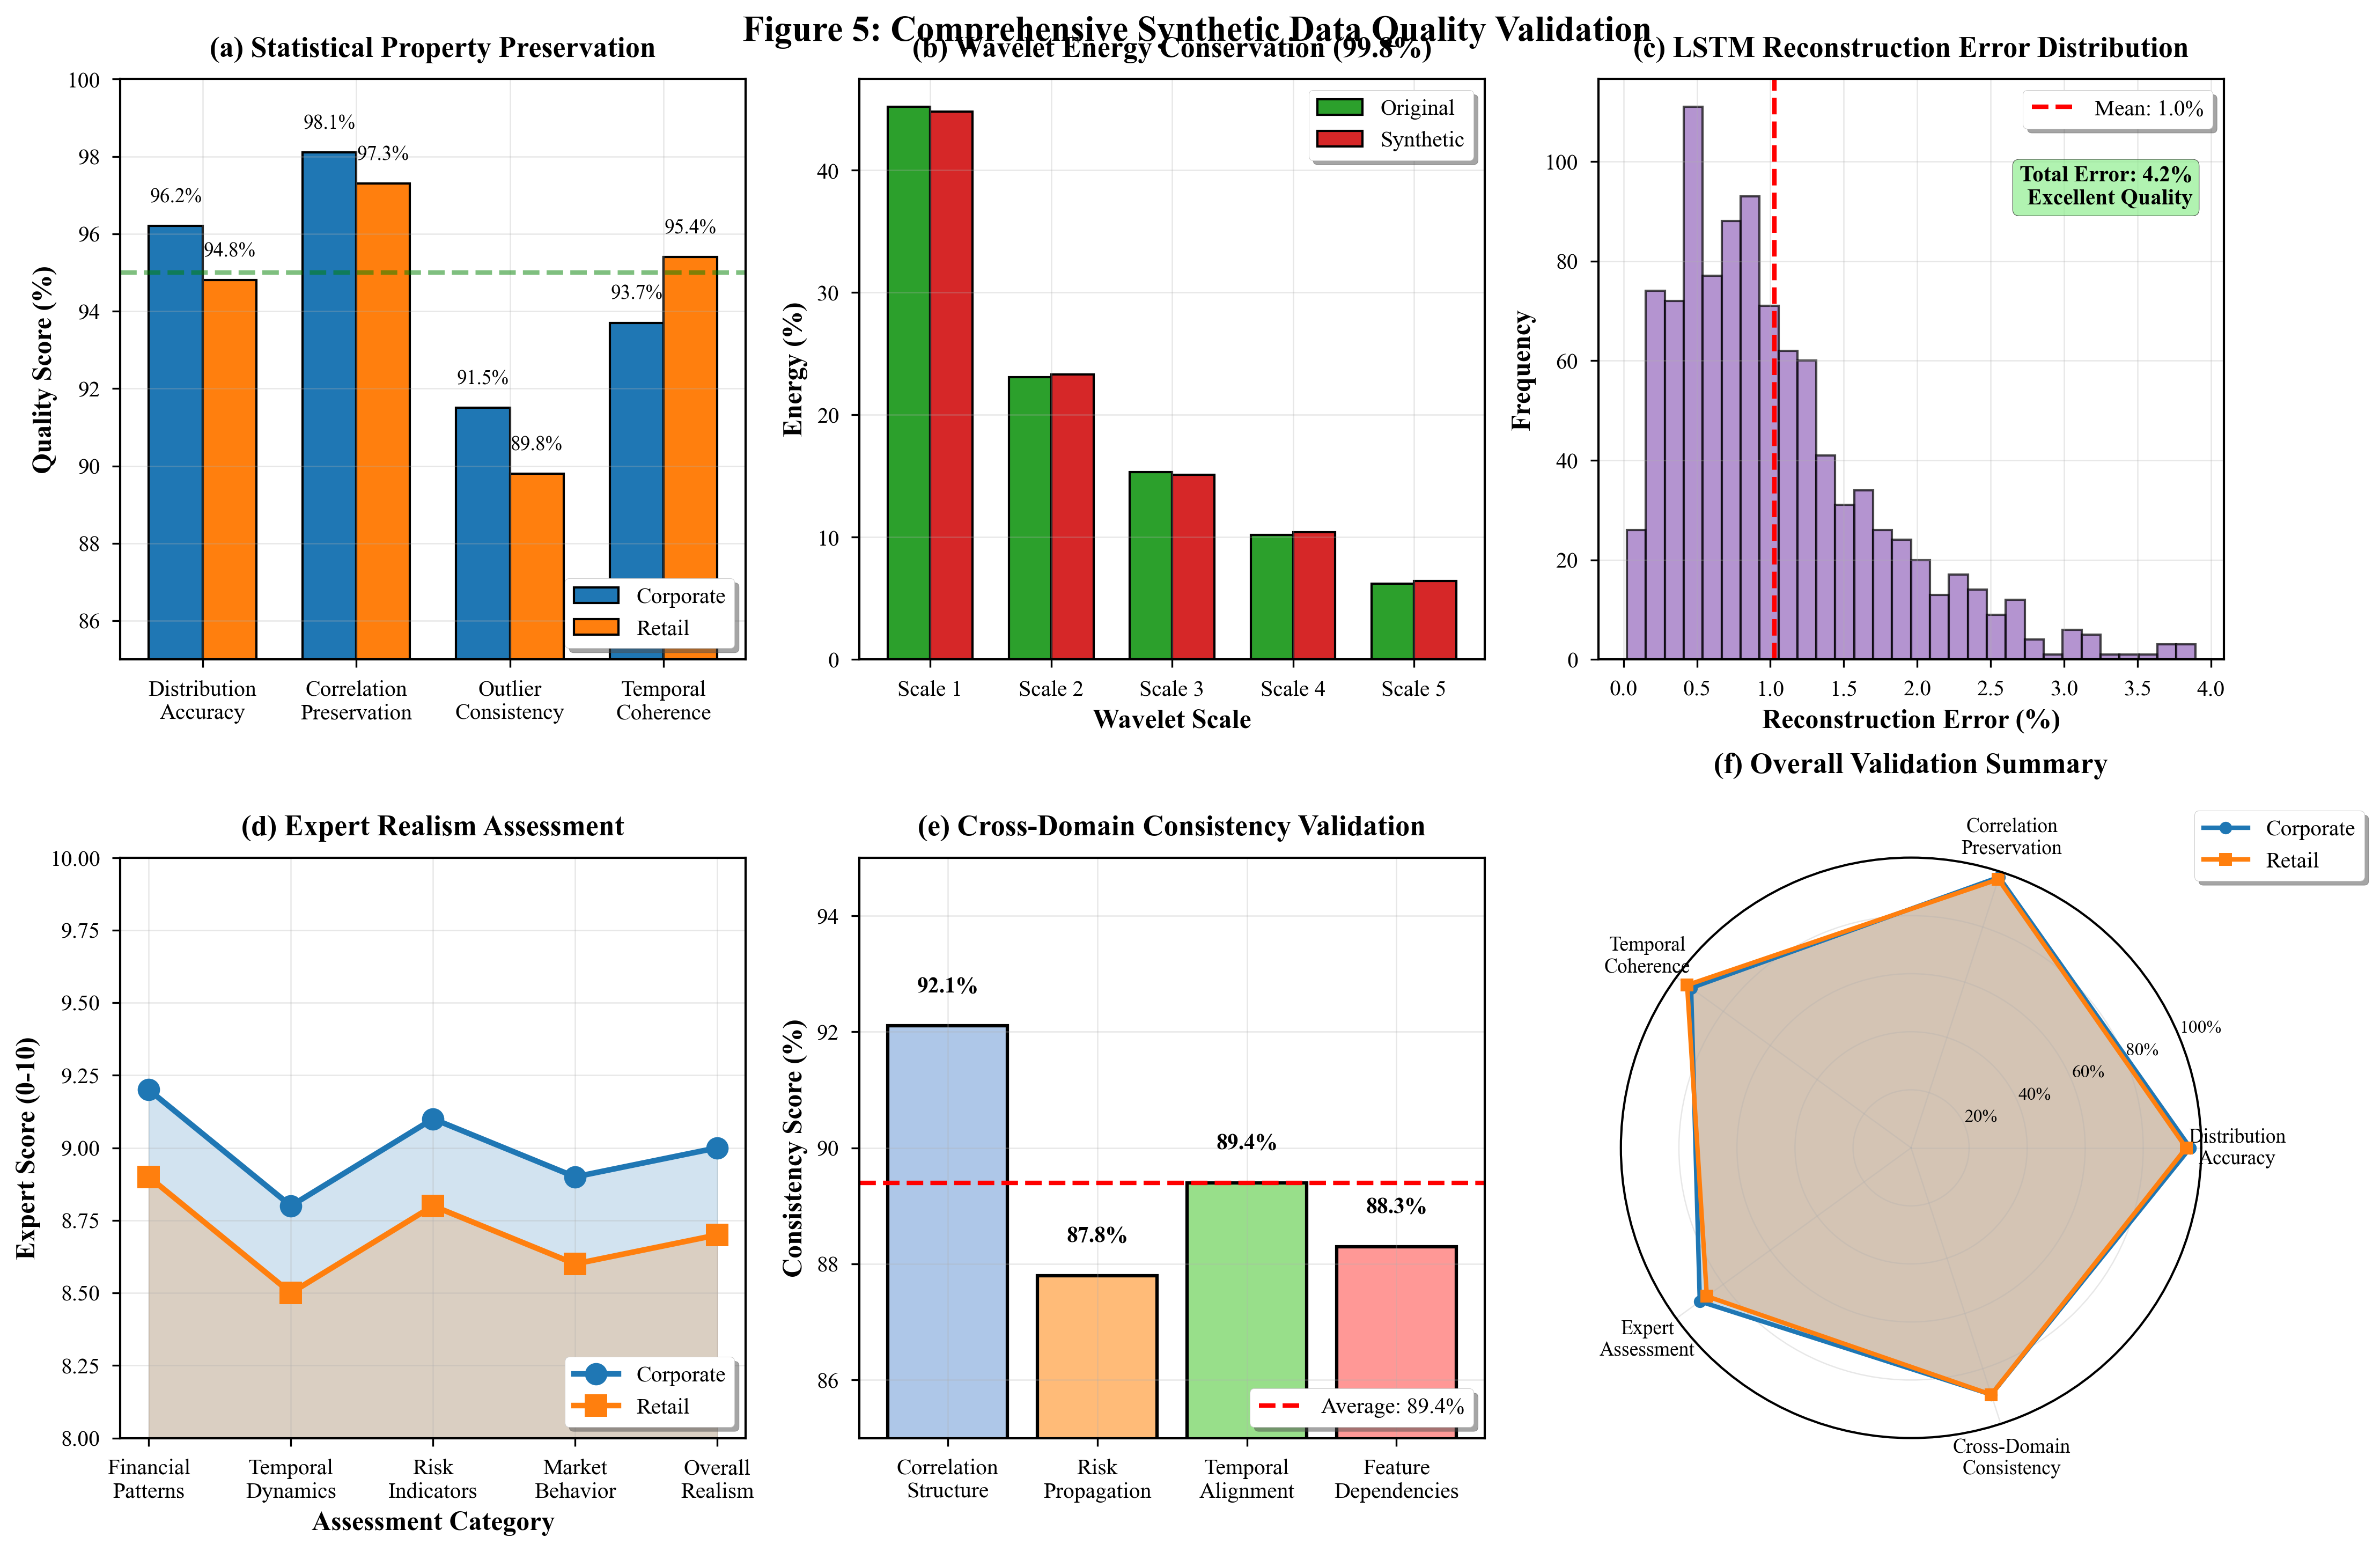 Figure 5: Comprehensive Synthetic Data Quality Validation
(a) Statistical Property Preservation
Quality Score (%)
100
98
96
94
92
90
88
86
96.2%
94.8%
98.1%
97.3%
91.5%
89.8%
93.7%
95.4%
Corporate
Retail
Distribution
Accuracy
Correlation
Preservation
Outlier
Consistency
Temporal
Coherence
(b) Wavelet Energy Conservation (99.8%)
Energy (%)
40
30
20
10
0
Original
Synthetic
Scale 1
Scale 2
Scale 3
Scale 4
Scale 5
Wavelet Scale
(c) LSTM Reconstruction Error Distribution
Frequency
100
80
60
40
20
0
Mean: 1.0%
Total Error: 4.2%
Excellent Quality
0.0
0.5
1.0
1.5
2.0
2.5
3.0
3.5
4.0
Reconstruction Error (%)
(d) Expert Realism Assessment
Expert Score (0-10)
10.00
9.75
9.50
9.25
9.00
8.75
8.50
8.25
8.00
Corporate
Retail
Financial
Patterns
Temporal
Dynamics
Risk
Indicators
Market
Behavior
Overall
Realism
Assessment Category
(e) Cross-Domain Consistency Validation
Consistency Score (%)
94
92
90
88
86
92.1%
87.8%
89.4%
88.3%
Average: 89.4%
Correlation
Structure
Risk
Propagation
Temporal
Alignment
Feature
Dependencies
(f) Overall Validation Summary
Corporate
Retail
Correlation
Preservation
Temporal
Coherence
100%
80%
60%
40%
20%
Distribution
Accuracy
Expert
Assessment
Cross-Domain
Consistency